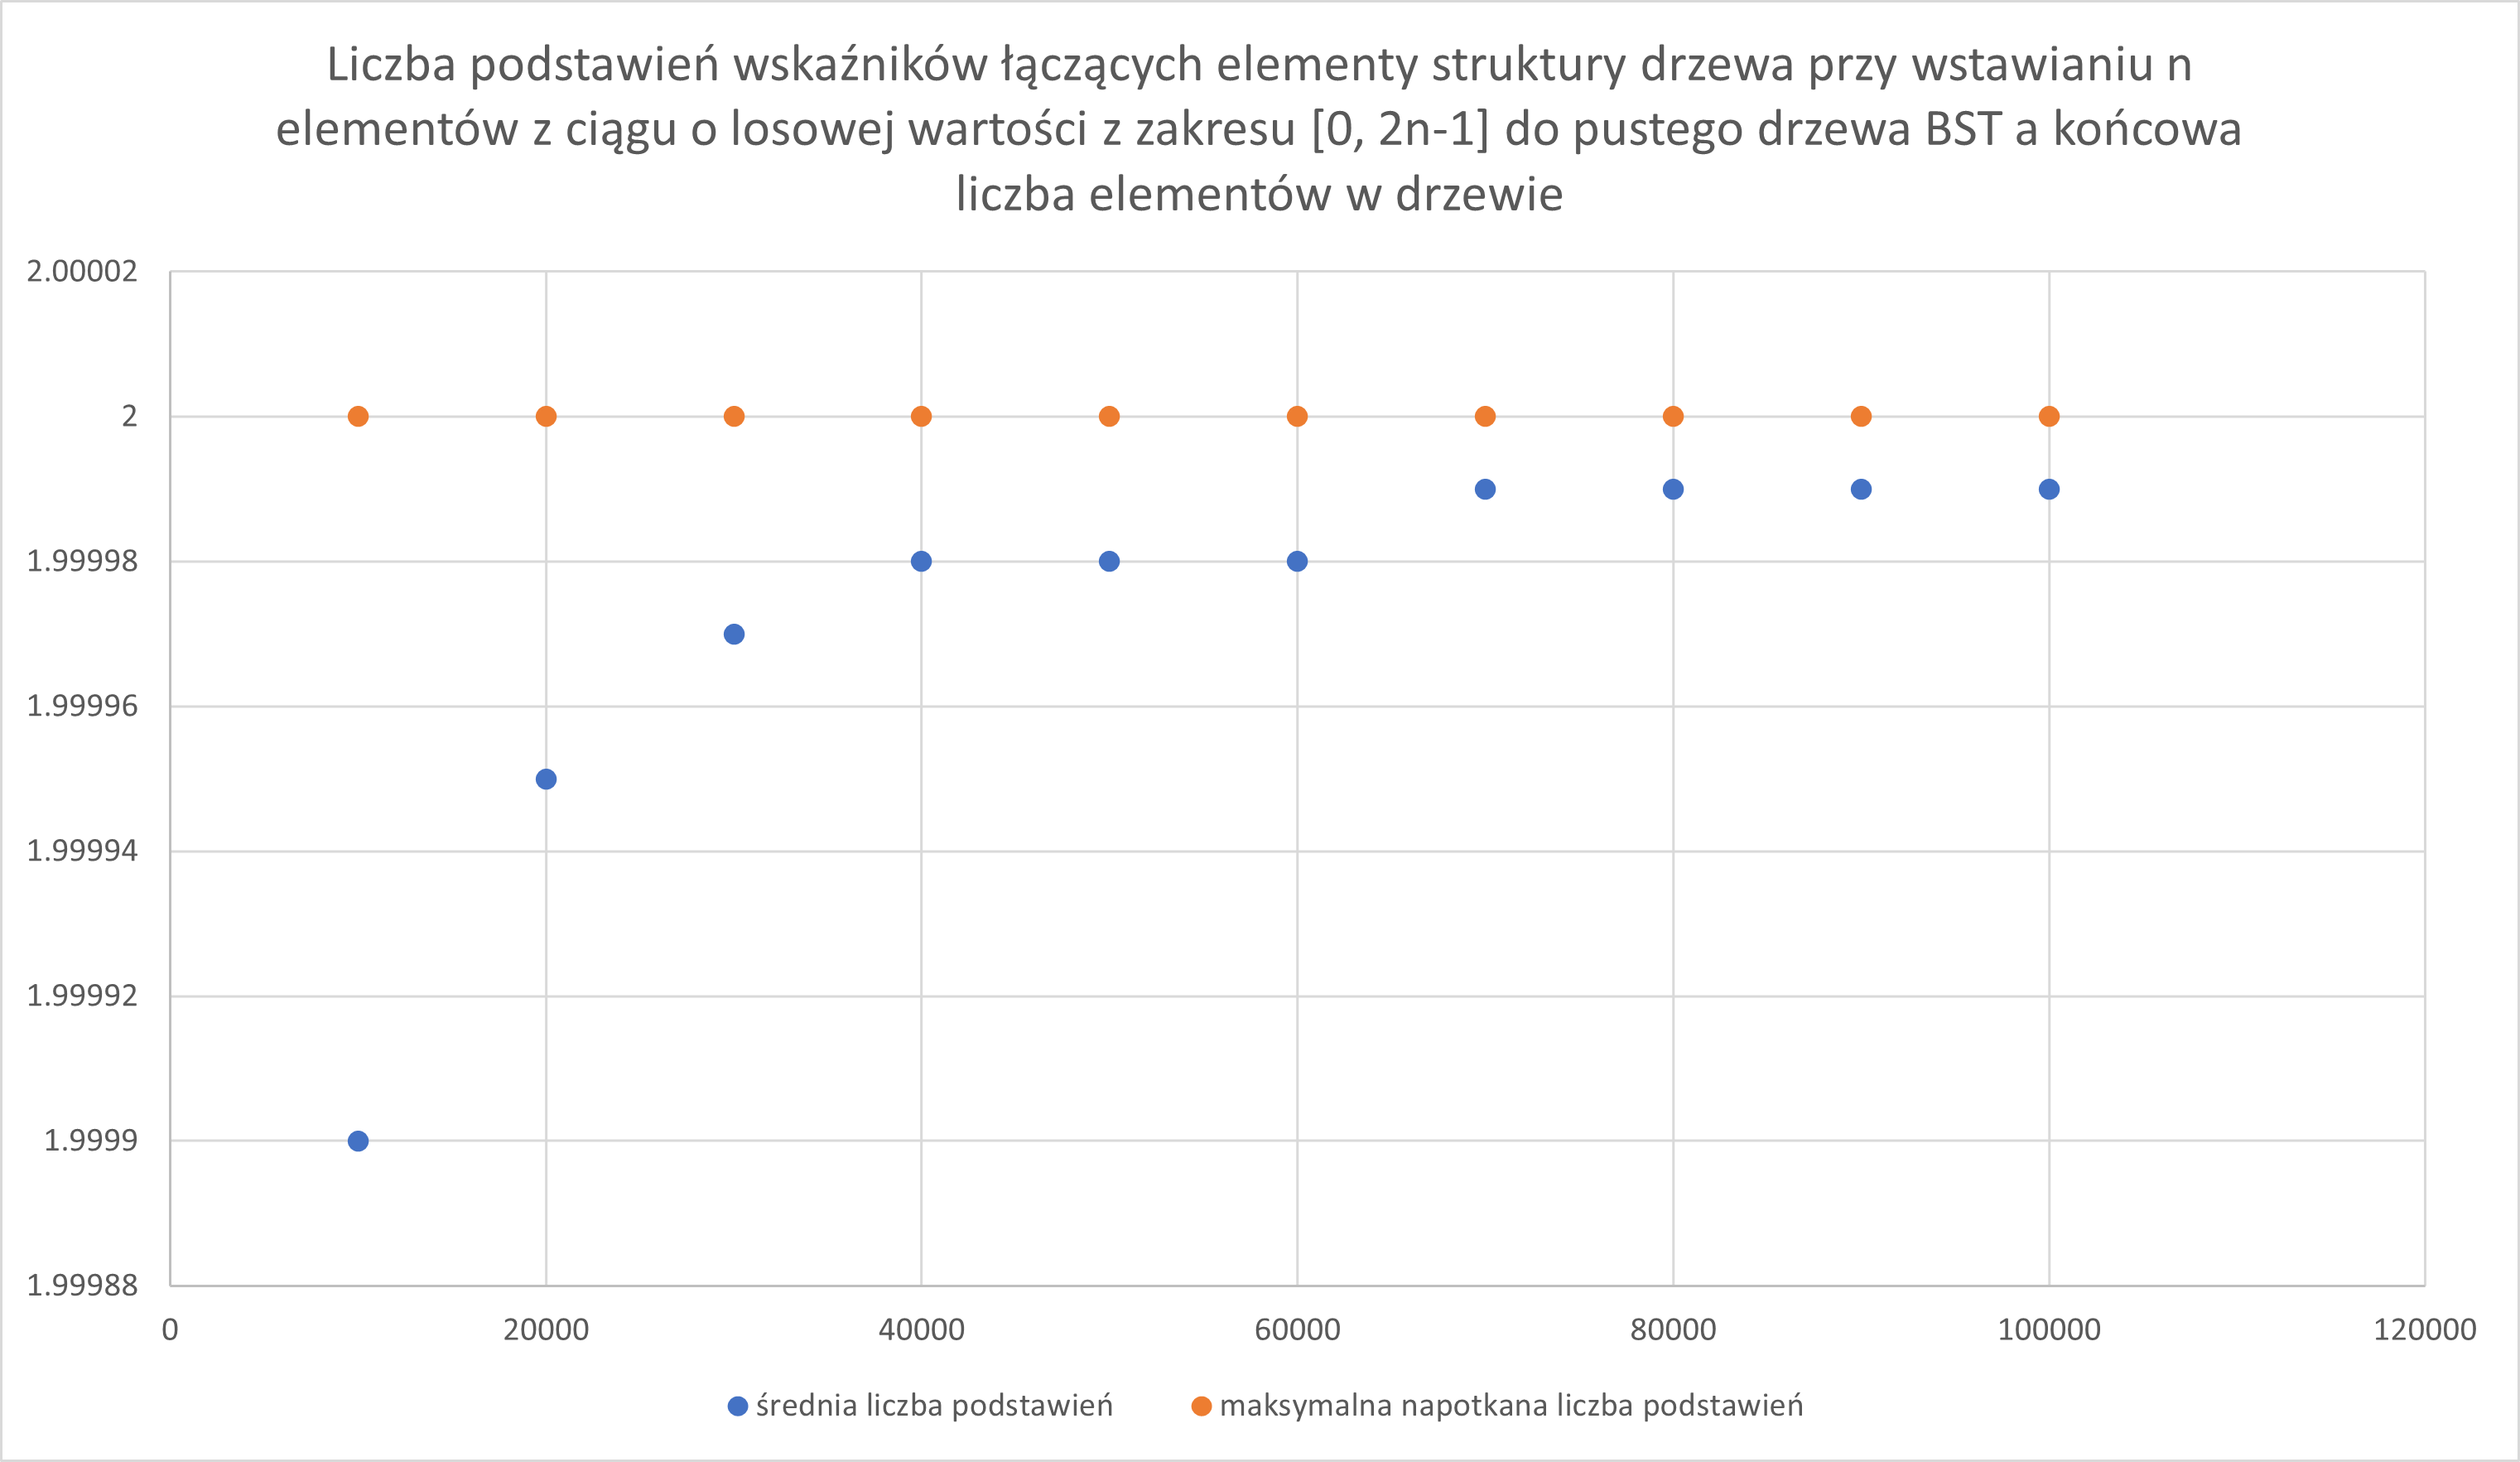 Liczba podstawień wskaźników łączących elementy struktury drzewa przy wstawianiu n
elementów z ciągu o losowej wartości z zakresu [0, 2n-1] do pustego drzewa BST a końcowa
liczba elementów w drzewie
2.00002
2
1.99998
1.99996
1.99994
1.99992
1.9999
1.99988
0 20000 40000 60000 80000 100000 120000
średnia liczba podstawień maksymalna napotkana liczba podstawień